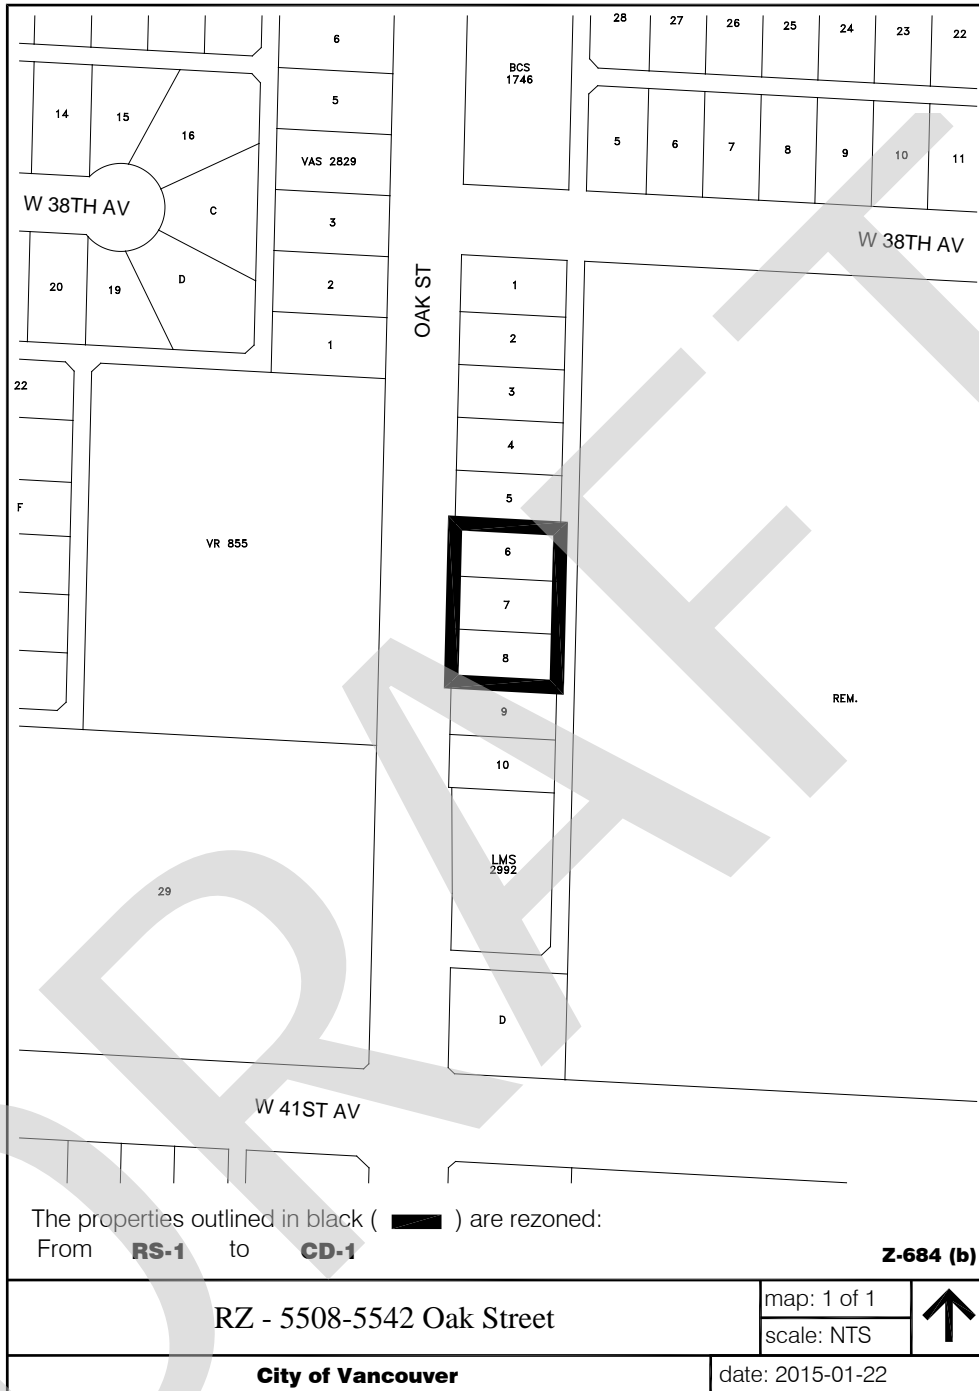 28 27 26 25 24 23 22
6
BCS
1746
5
14 15 16
VAS 2829
5 6 7 8 9 10 11
W 38TH AV
C
3
W 38TH AV
20 19 D
2
OAK ST
1
1
2
22
3
4
5
F
VR 855
6
7
8
REM.
9
10
LMS
2992
29
D
W 41ST AV
The properties outlined in black ( ) are rezoned:
From RS-1 to CD-1
Z-684 (b)
RZ - 5508-5542 Oak Street
map: 1 of 1
scale: NTS
City of Vancouver
date: 2015-01-22
DRAFT